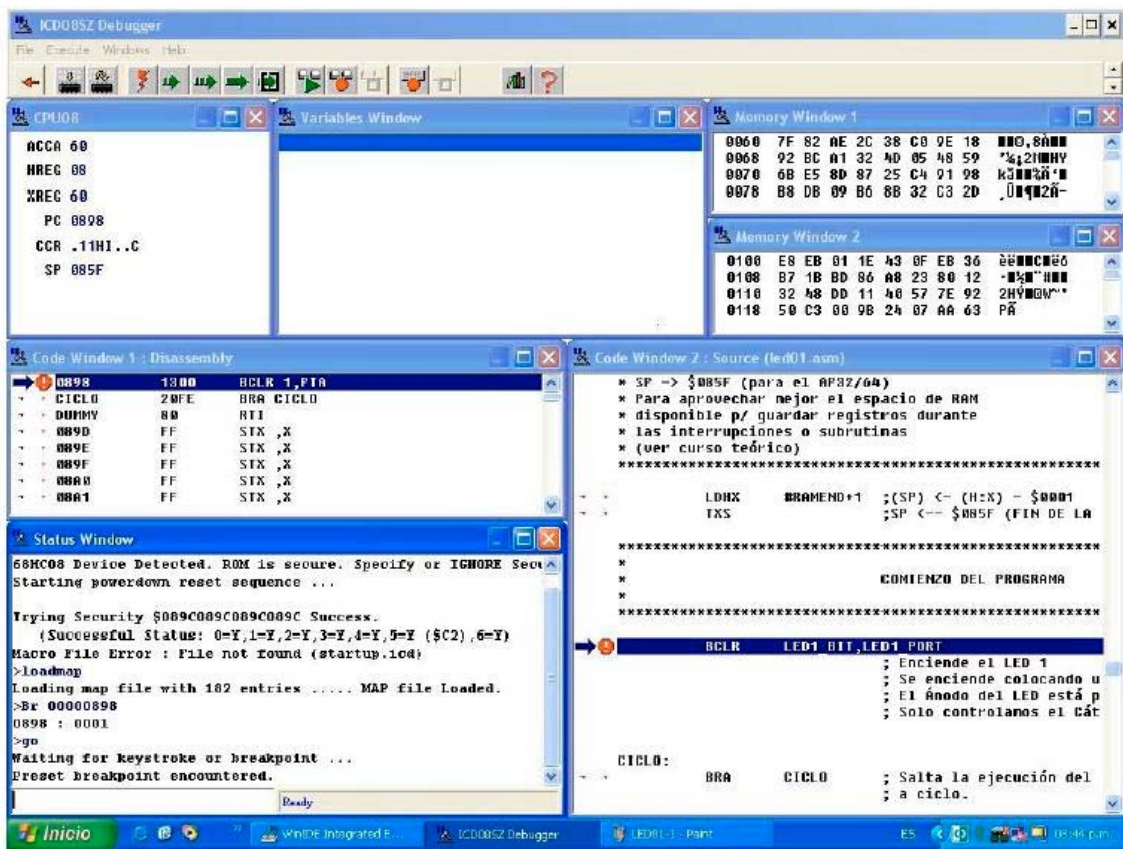 ICD08SZ Debugger
File Execute Windows Help
CPU08
ACCA 60
HREG 08
XREG 60
PC 0898
CCR .11HI..C
SP 085F
Variables Window
Memory Window 1
0060 7F 82 AE 2C 38 C0 9E 18
0068 92 BC A1 32 4D 05 48 59
0070 6B E5 8D 87 25 C4 91 98
0078 B8 DB 09 B6 8B 32 C3 2D
Memory Window 2
0100 E8 EB 01 1E 43 0F EB 36
0108 B7 1B BD 86 A8 23 80 12
0110 32 48 DD 11 40 57 7E 92
0118 50 C3 00 9B 24 07 AA 63
Code Window 1 : Disassembly
0898 1300 BCLR 1,PTA
CICLO 20FE BRA CICLO
DUMMY 80 RTI
089D FF STX ,X
089E FF STX ,X
089F FF STX ,X
08A0 FF STX ,X
08A1 FF STX ,X
Code Window 2 : Source (led01.asm)
* SP -> $085F (para el AP32/64)
* Para aprovechar mejor el espacio de RAM
* disponible p/ guardar registros durante
* las interrupciones o subrutinas
* (ver curso teórico)
LDHX #RAMEND+1 ;(SP) <- (H:X) - $0001
TXS ;SP <-- $085F (FIN DE LA
*
* COMIENZO DEL PROGRAMA
*
BCLR LED1_BIT,LED1_PORT
; Enciende el LED 1
; Se enciende colocando u
; El Ánodo del LED está p
; Solo controlamos el Cát
CICLO:
BRA CICLO ; Salta la ejecución del
; a ciclo.
Status Window
68HC08 Device Detected. ROM is secure. Specify or IGNORE Secu
Starting powerdown reset sequence ...
Trying Security $089C089C089C089C Success.
(Successful Status: 0=Y,1=Y,2=Y,3=Y,4=Y,5=Y ($C2),6=Y)
Macro File Error : File not found (startup.icd)
>loadmap
Loading map file with 182 entries ..... MAP file Loaded.
>Br 00000898
0898 : 0001
>go
Waiting for keystroke or breakpoint ...
Preset breakpoint encountered.
Ready
Inicio
WinIDE Integrated E...
ICD08SZ Debugger
LED01-1 - Paint
ES
08:44 p.m.